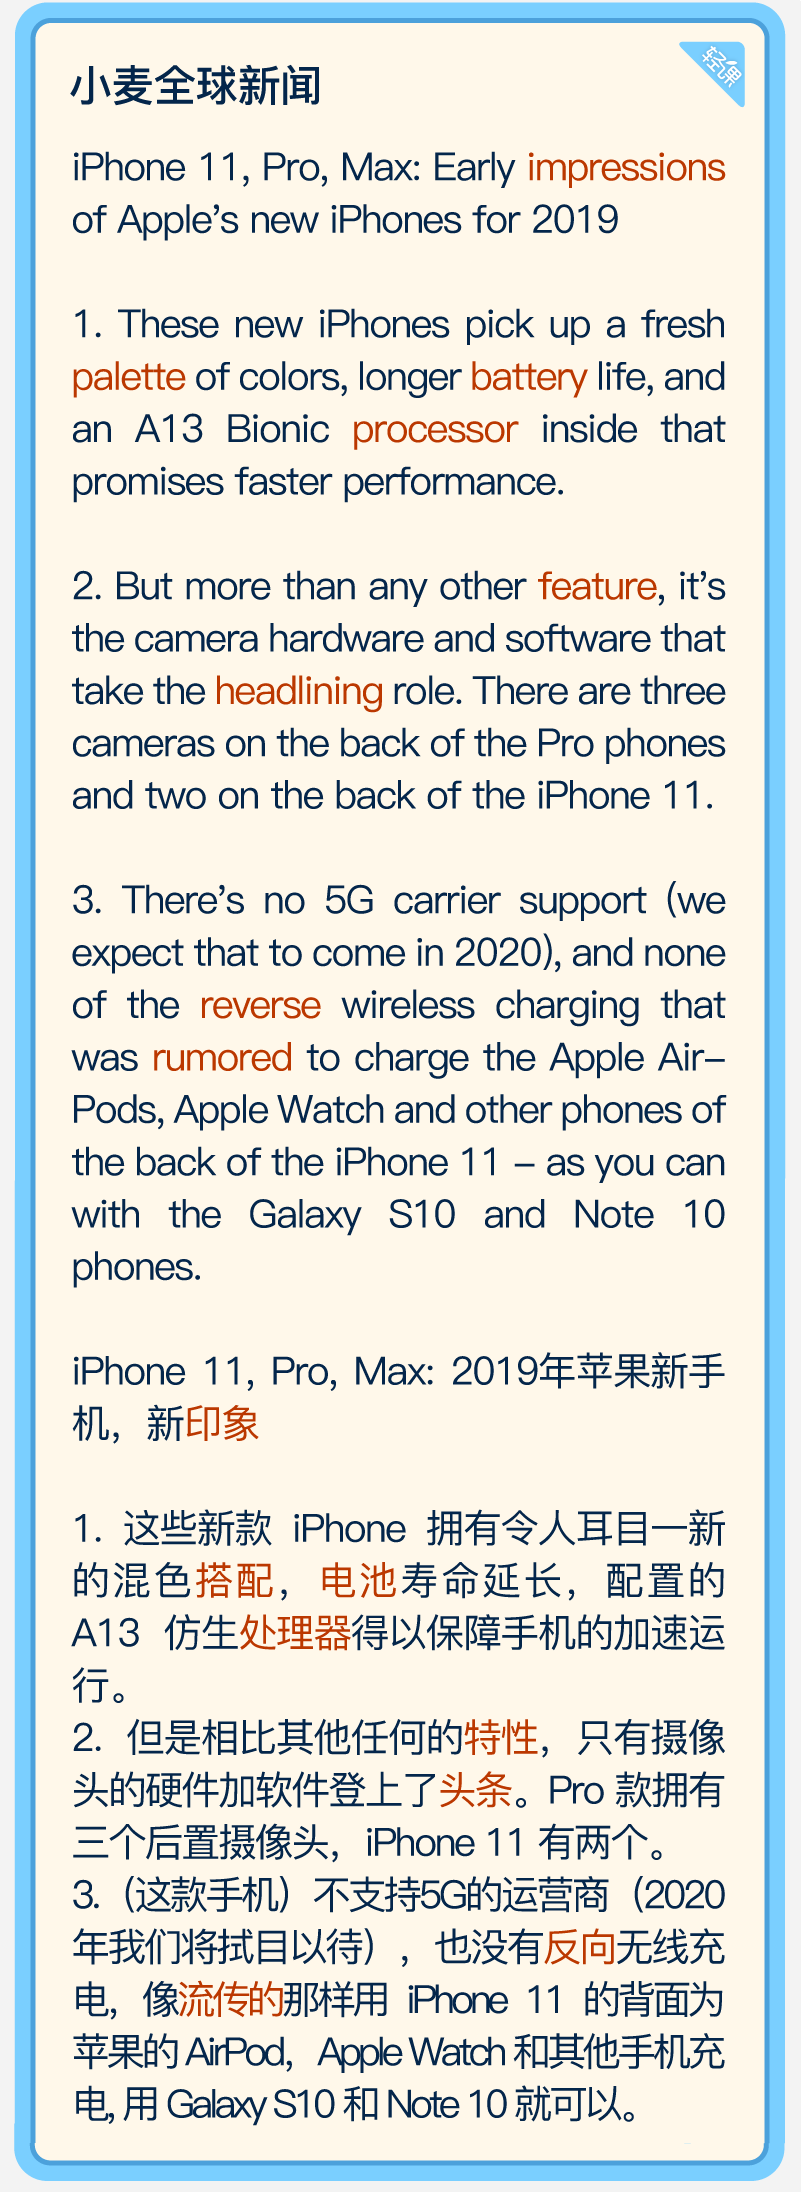 小麦全球新闻
轻课
iPhone 11, Pro, Max: Early impressions
of Apple's new iPhones for 2019
1. These new iPhones pick up a fresh
palette of colors, longer battery life, and
an A13 Bionic processor inside that
promises faster performance.
2. But more than any other feature, it's
the camera hardware and software that
take the headlining role. There are three
cameras on the back of the Pro phones
and two on the back of the iPhone 11.
3. There's no 5G carrier support (we
expect that to come in 2020), and none
of the reverse wireless charging that
was rumored to charge the Apple Air-
Pods, Apple Watch and other phones of
the back of the iPhone 11 – as you can
with the Galaxy S10 and Note 10
phones.
iPhone 11, Pro, Max: 2019年苹果新手
机，新印象
1. 这些新款 iPhone 拥有令人耳目一新
的混色搭配，电池寿命延长，配置的
A13 仿生处理器得以保障手机的加速运
行。
2. 但是相比其他任何的特性，只有摄像
头的硬件加软件登上了头条。Pro 款拥有
三个后置摄像头，iPhone 11 有两个。
3.（这款手机）不支持5G的运营商（2020
年我们将拭目以待），也没有反向无线充
电，像流传的那样用 iPhone 11 的背面为
苹果的 AirPod，Apple Watch 和其他手机充
电, 用 Galaxy S10 和 Note 10 就可以。